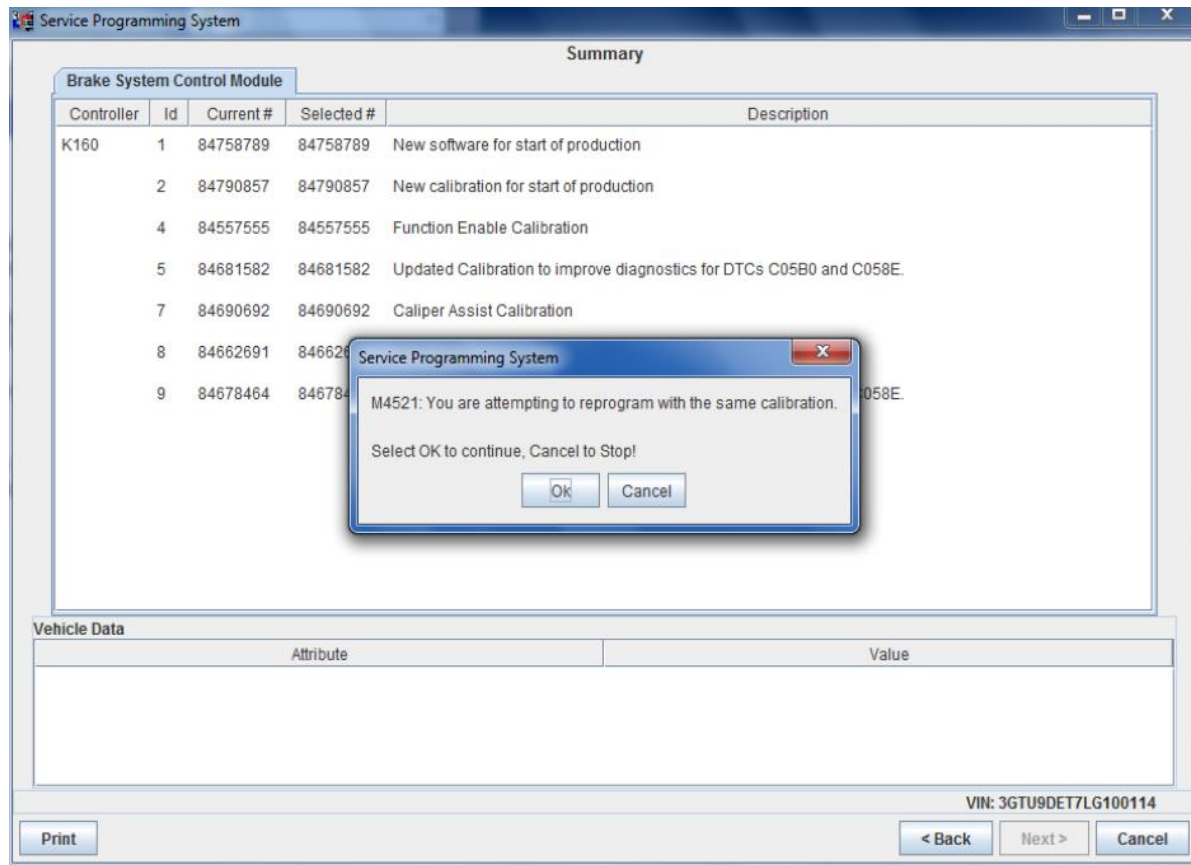 Service Programming System
Summary
Brake System Control Module
Controller Id Current # Selected # Description
K160 1 84758789 84758789 New software for start of production
2 84790857 84790857 New calibration for start of production
4 84557555 84557555 Function Enable Calibration
5 84681582 84681582 Updated Calibration to improve diagnostics for DTCs C05B0 and C058E.
7 84690692 84690692 Caliper Assist Calibration
8 84662691
9 84678464 058E.
Service Programming System
M4521: You are attempting to reprogram with the same calibration.
Select OK to continue, Cancel to Stop!
Ok Cancel
Vehicle Data
Attribute Value
VIN: 3GTU9DET7LG100114
Print < Back Next > Cancel